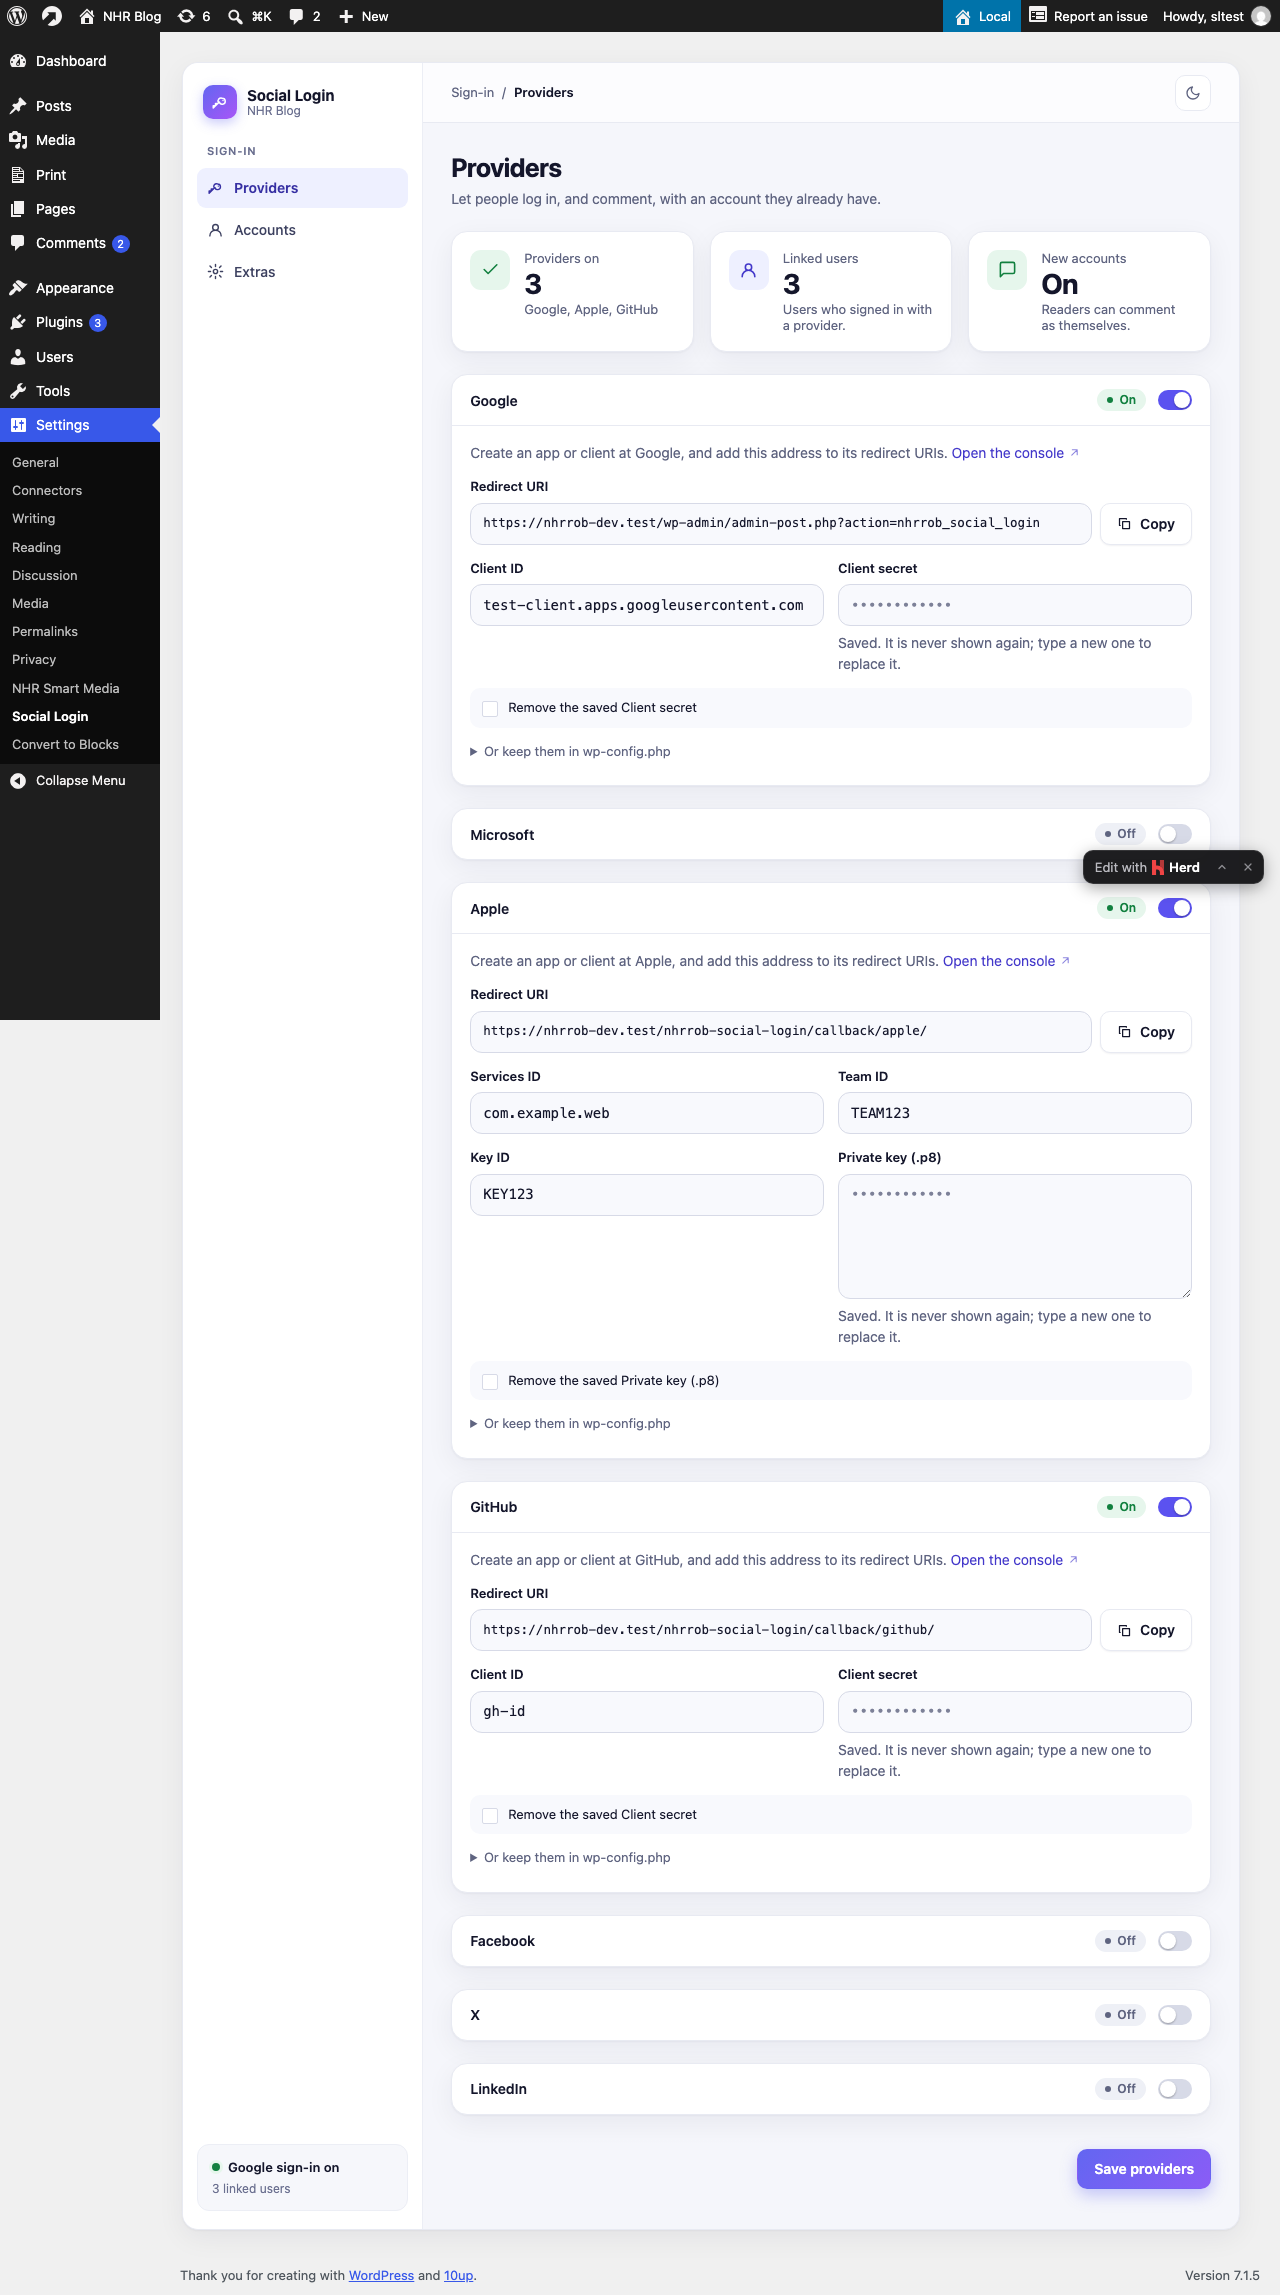 NHR Blog
6
⌘K
2
New
Local
Report an issue
Howdy, sltest
Dashboard
Posts
Media
Print
Pages
Comments 2
Appearance
Plugins 3
Users
Tools
Settings
General
Connectors
Writing
Reading
Discussion
Media
Permalinks
Privacy
NHR Smart Media
Social Login
Convert to Blocks
Collapse Menu
Social Login
NHR Blog
SIGN-IN
Providers
Accounts
Extras
Google sign-in on
3 linked users
Sign-in / Providers
Providers
Let people log in, and comment, with an account they already have.
Providers on
3
Google, Apple, GitHub
Linked users
3
Users who signed in with
a provider.
New accounts
On
Readers can comment
as themselves.
Google
On
Create an app or client at Google, and add this address to its redirect URIs. Open the console ↗
Redirect URI
https://nhrrob-dev.test/wp-admin/admin-post.php?action=nhrrob_social_login
Copy
Client ID
Client secret
test-client.apps.googleusercontent.com
••••••••••••
Saved. It is never shown again; type a new one to
replace it.
Remove the saved Client secret
Or keep them in wp-config.php
Microsoft
Off
Edit with Herd
Apple
On
Create an app or client at Apple, and add this address to its redirect URIs. Open the console ↗
Redirect URI
https://nhrrob-dev.test/nhrrob-social-login/callback/apple/
Copy
Services ID
Team ID
com.example.web
TEAM123
Key ID
Private key (.p8)
KEY123
••••••••••••
Saved. It is never shown again; type a new one to
replace it.
Remove the saved Private key (.p8)
Or keep them in wp-config.php
GitHub
On
Create an app or client at GitHub, and add this address to its redirect URIs. Open the console ↗
Redirect URI
https://nhrrob-dev.test/nhrrob-social-login/callback/github/
Copy
Client ID
Client secret
gh-id
••••••••••••
Saved. It is never shown again; type a new one to
replace it.
Remove the saved Client secret
Or keep them in wp-config.php
Facebook
Off
X
Off
LinkedIn
Off
Save providers
Thank you for creating with WordPress and 10up.
Version 7.1.5